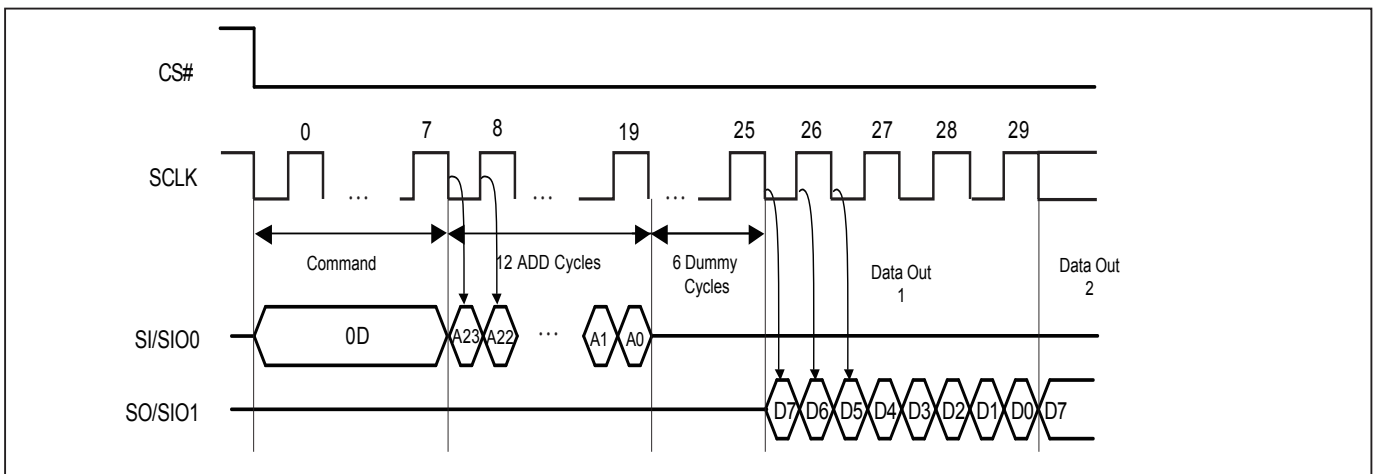 CS#
0 7 8 19 25 26 27 28 29
SCLK
... ... ...
Command
12 ADD Cycles
6 Dummy
Cycles
Data Out
1
Data Out
2
SI/SIO0
0D A23 A22 ... A1 A0
SO/SIO1
D7 D6 D5 D4 D3 D2 D1 D0 D7